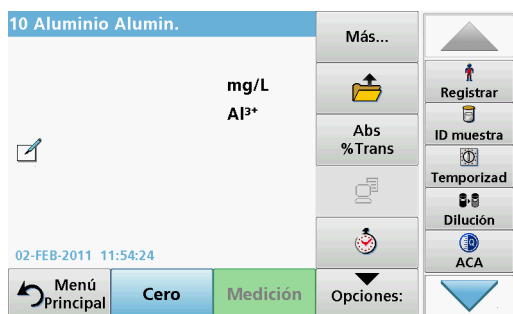 10 Aluminio Alumin.
mg/L
Al³⁺
02-FEB-2011 11:54:24
Menú
Principal
Cero
Medición
Opciones:
Más...
Abs
%Trans
Registrar
ID muestra
Temporizad
Dilución
ACA